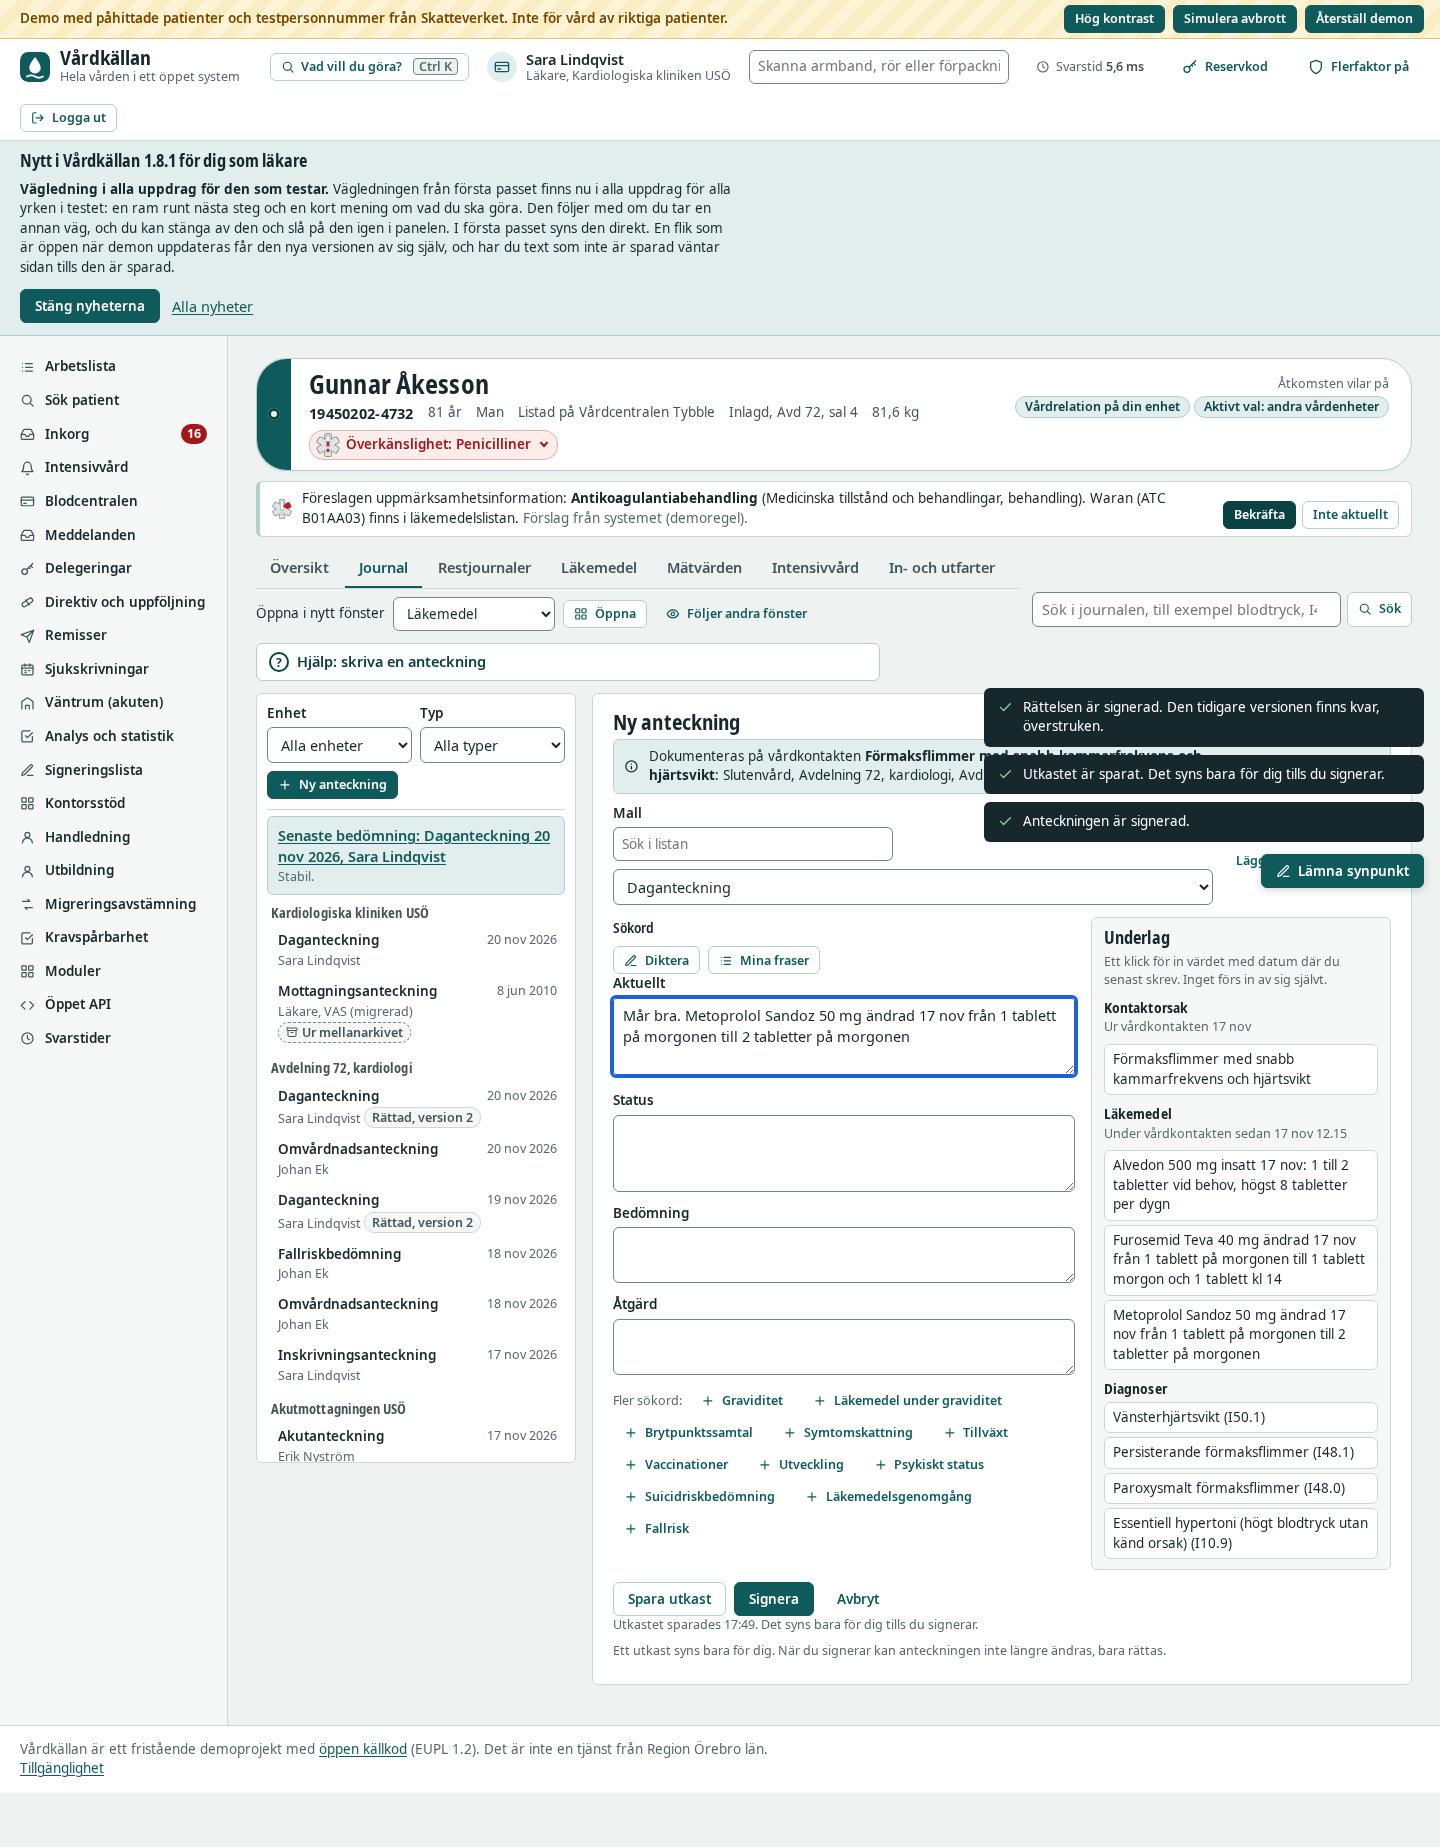 Demo med påhittade patienter och testpersonnummer från Skatteverket. Inte för vård av riktiga patienter.
Hög kontrast
Simulera avbrott
Återställ demon
Vårdkällan
Hela vården i ett öppet system
Vad vill du göra? Ctrl K
Sara Lindqvist
Läkare, Kardiologiska kliniken USÖ
Skanna armband, rör eller förpackni
Svarstid 5,6 ms
Reservkod
Flerfaktor på
Logga ut
Nytt i Vårdkällan 1.8.1 för dig som läkare
Vägledning i alla uppdrag för den som testar. Vägledningen från första passet finns nu i alla uppdrag för alla
yrken i testet: en ram runt nästa steg och en kort mening om vad du ska göra. Den följer med om du tar en
annan väg, och du kan stänga av den och slå på den igen i panelen. I första passet syns den direkt. En flik som
är öppen när demon uppdateras får den nya versionen av sig själv, och har du text som inte är sparad väntar
sidan tills den är sparad.
Stäng nyheterna
Alla nyheter
Arbetslista
Sök patient
Inkorg 16
Intensivvård
Blodcentralen
Meddelanden
Delegeringar
Direktiv och uppföljning
Remisser
Sjukskrivningar
Väntrum (akuten)
Analys och statistik
Signeringslista
Kontorsstöd
Handledning
Utbildning
Migreringsavstämning
Kravspårbarhet
Moduler
Öppet API
Svarstider
Gunnar Åkesson
19450202-4732 81 år Man Listad på Vårdcentralen Tybble Inlagd, Avd 72, sal 4 81,6 kg
Överkänslighet: Penicilliner
Åtkomsten vilar på
Vårdrelation på din enhet
Aktivt val: andra vårdenheter
Föreslagen uppmärksamhetsinformation: Antikoagulantiabehandling (Medicinska tillstånd och behandlingar, behandling). Waran (ATC
B01AA03) finns i läkemedelslistan. Förslag från systemet (demoregel).
Bekräfta
Inte aktuellt
Översikt
Journal
Restjournaler
Läkemedel
Mätvärden
Intensivvård
In- och utfarter
Öppna i nytt fönster
Läkemedel
Öppna
Följer andra fönster
Sök i journalen, till exempel blodtryck, I4
Sök
? Hjälp: skriva en anteckning
Enhet
Typ
Alla enheter
Alla typer
Ny anteckning
Senaste bedömning: Daganteckning 20
nov 2026, Sara Lindqvist
Stabil.
Kardiologiska kliniken USÖ
Daganteckning 20 nov 2026
Sara Lindqvist
Mottagningsanteckning 8 jun 2010
Läkare, VAS (migrerad)
Ur mellanarkivet
Avdelning 72, kardiologi
Daganteckning 20 nov 2026
Sara Lindqvist Rättad, version 2
Omvårdnadsanteckning 20 nov 2026
Johan Ek
Daganteckning 19 nov 2026
Sara Lindqvist Rättad, version 2
Fallriskbedömning 18 nov 2026
Johan Ek
Omvårdnadsanteckning 18 nov 2026
Johan Ek
Inskrivningsanteckning 17 nov 2026
Sara Lindqvist
Akutmottagningen USÖ
Akutanteckning 17 nov 2026
Erik Nyström
Ny anteckning
Dokumenteras på vårdkontakten Förmaksflimmer med snabb kammarfrekvens och
hjärtsvikt: Slutenvård, Avdelning 72, kardiologi, Avd
Rättelsen är signerad. Den tidigare versionen finns kvar,
överstruken.
Utkastet är sparat. Det syns bara för dig tills du signerar.
Anteckningen är signerad.
Lämna synpunkt
Mall
Sök i listan
Daganteckning
Sökord
Diktera
Mina fraser
Aktuellt
Mår bra. Metoprolol Sandoz 50 mg ändrad 17 nov från 1 tablett
på morgonen till 2 tabletter på morgonen
Status
Bedömning
Åtgärd
Fler sökord: Graviditet Läkemedel under graviditet
Brytpunktssamtal Symtomskattning Tillväxt
Vaccinationer Utveckling Psykiskt status
Suicidriskbedömning Läkemedelsgenomgång
Fallrisk
Underlag
Ett klick för in värdet med datum där du
senast skrev. Inget förs in av sig självt.
Kontaktorsak
Ur vårdkontakten 17 nov
Förmaksflimmer med snabb
kammarfrekvens och hjärtsvikt
Läkemedel
Under vårdkontakten sedan 17 nov 12.15
Alvedon 500 mg insatt 17 nov: 1 till 2
tabletter vid behov, högst 8 tabletter
per dygn
Furosemid Teva 40 mg ändrad 17 nov
från 1 tablett på morgonen till 1 tablett
morgon och 1 tablett kl 14
Metoprolol Sandoz 50 mg ändrad 17
nov från 1 tablett på morgonen till 2
tabletter på morgonen
Diagnoser
Vänsterhjärtsvikt (I50.1)
Persisterande förmaksflimmer (I48.1)
Paroxysmalt förmaksflimmer (I48.0)
Essentiell hypertoni (högt blodtryck utan
känd orsak) (I10.9)
Spara utkast
Signera
Avbryt
Utkastet sparades 17:49. Det syns bara för dig tills du signerar.
Ett utkast syns bara för dig. När du signerar kan anteckningen inte längre ändras, bara rättas.
Vårdkällan är ett fristående demoprojekt med öppen källkod (EUPL 1.2). Det är inte en tjänst från Region Örebro län.
Tillgänglighet